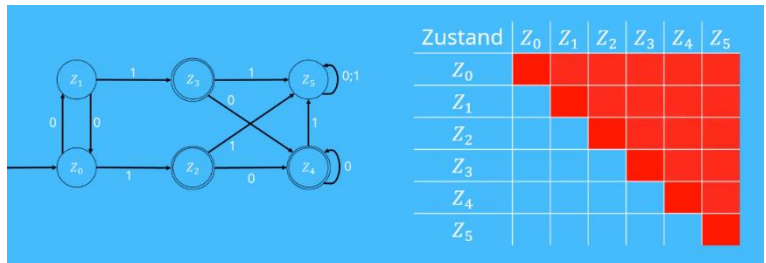 Z₁ 1 Z₃ 1 Z₅ 0;1
0
0 0 1
1
Z₀ 1 Z₂ 0 Z₄ 0
Zustand Z₀ Z₁ Z₂ Z₃ Z₄ Z₅
Z₀
Z₁
Z₂
Z₃
Z₄
Z₅